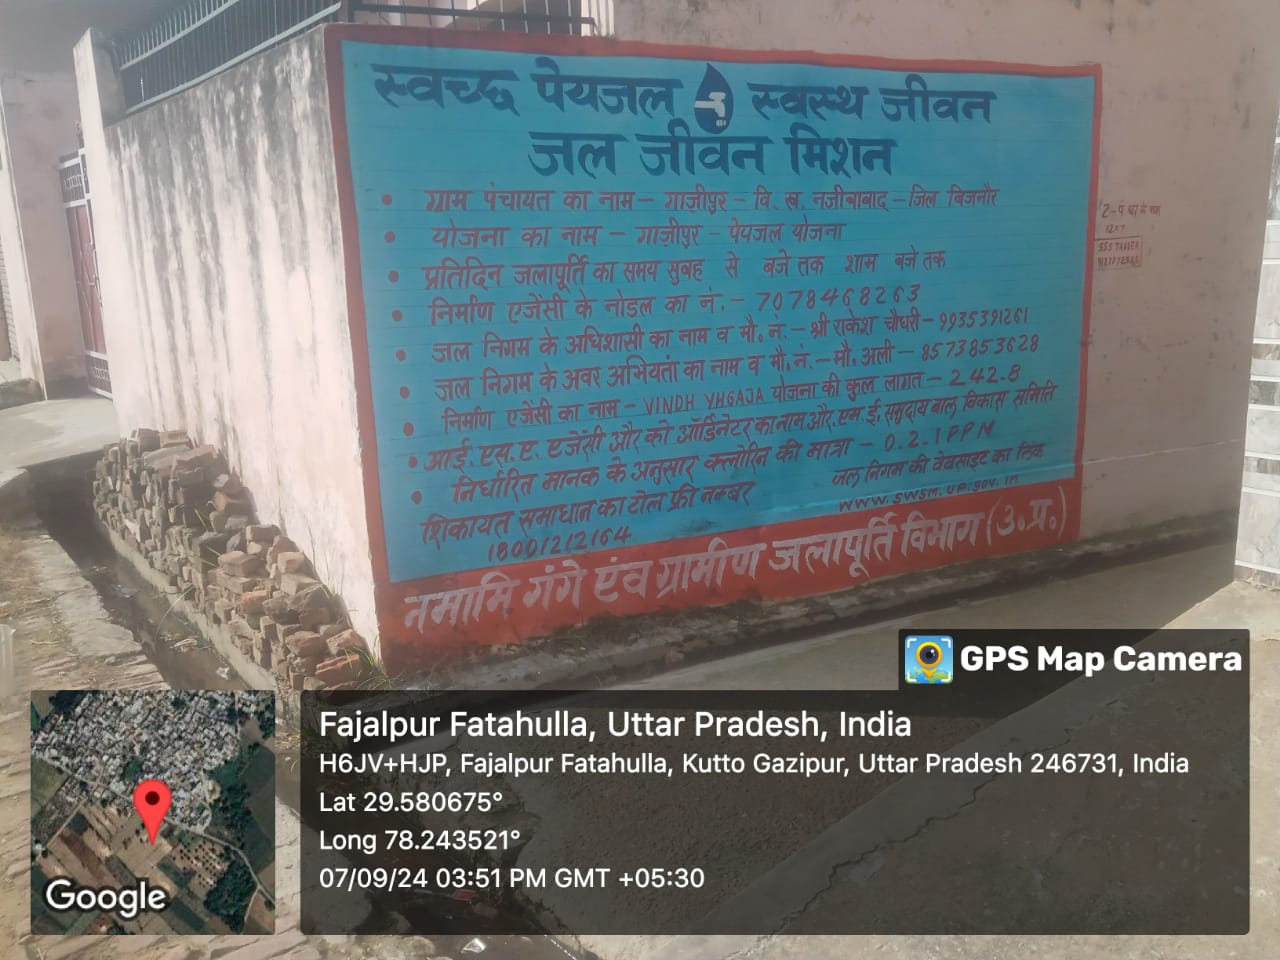 स्वच्छ पेयजल स्वस्थ जीवन
जल जीवन मिशन
• ग्राम पंचायत का नाम – गाज़ीपुर – वि. ख. नजीबाबाद – जिल बिजनौर
• योजना का नाम – गाज़ीपुर – पेयजल योजना
• प्रतिदिन जलापूर्ति का समय सुबह से बजे तक शाम बजे तक
• निर्माण एजेंसी के नोडल का नं. – 7078468263
• जल निगम के अधिशासी का नाम व मौ. नं. – श्री राकेश चौधरी – 9935391261
• जल निगम के अवर अभियंता का नाम व मौ. नं. – मौ. अली – 8573853628
• निर्माण एजेंसी का नाम – VINDH YHGAJA योजना की कुल लागत – 242.8
• आई. एस. ए. एजेंसी और को ऑर्डिनेटर का नाम और. एम. ई. समुदाय बाल विकास समिति
निर्धारित मानक के अनुसार क्लोरिन की मात्रा – 0.2.1 PPM
शिकायत समाधान का टोल फ्री नम्बर
18001212164
जल निगम की वेबसाइट का लिंक
www.swsm.up.gov.in
नमामि गंगे एंव ग्रामीण जलापूर्ति विभाग (उ. प्र.)
GPS Map Camera
Fajalpur Fatahulla, Uttar Pradesh, India
H6JV+HJP, Fajalpur Fatahulla, Kutto Gazipur, Uttar Pradesh 246731, India
Lat 29.580675°
Long 78.243521°
07/09/24 03:51 PM GMT +05:30
Google